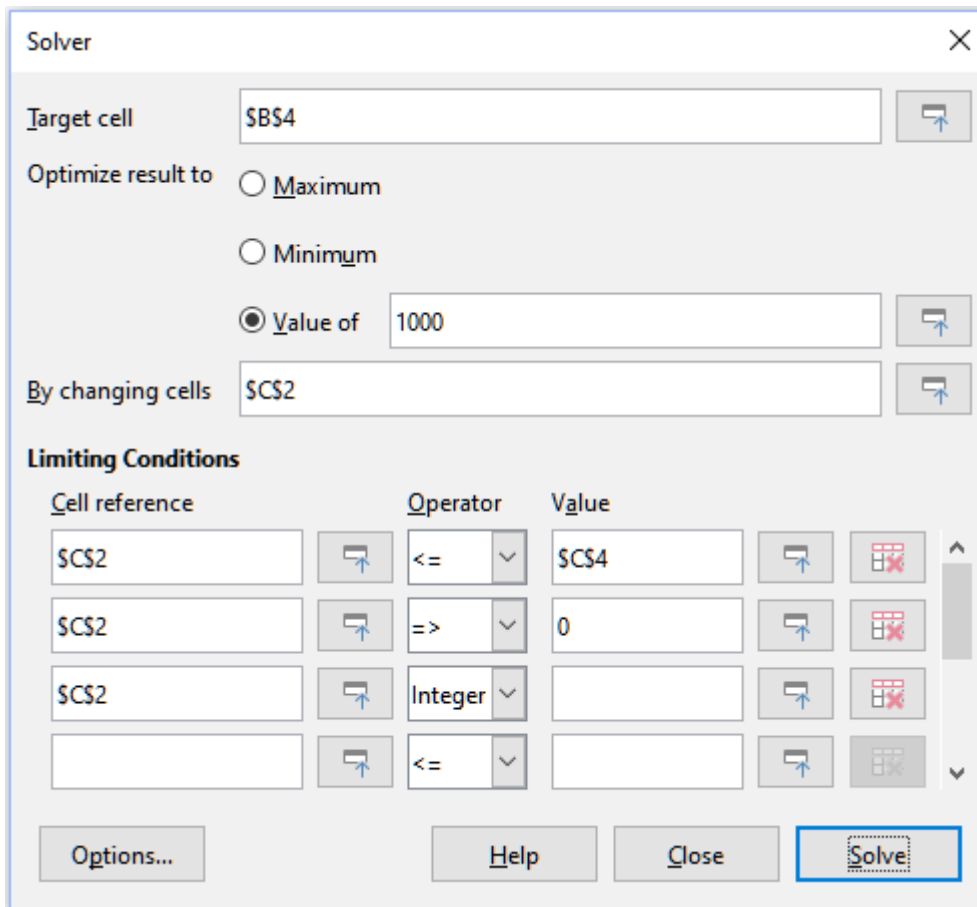 Solver
Target cell $B$4
Optimize result to Maximum
Minimum
Value of 1000
By changing cells $C$2
Limiting Conditions
Cell reference Operator Value
$C$2 <= $C$4
$C$2 => 0
$C$2 Integer
<=
Options... Help Close Solve